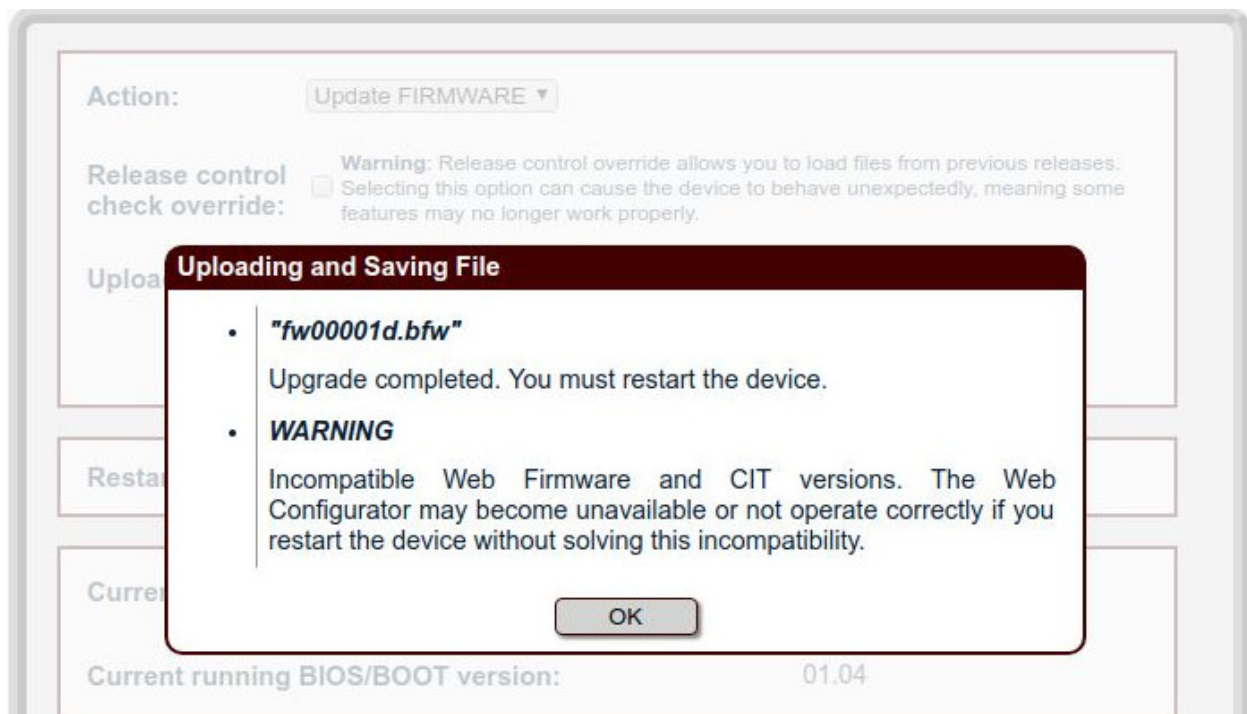 Action:
Update FIRMWARE ▼
Release control
check override:
Warning: Release control override allows you to load files from previous releases.
Selecting this option can cause the device to behave unexpectedly, meaning some
features may no longer work properly.
Uploa
Uploading and Saving File
• "fw00001d.bfw"
Upgrade completed. You must restart the device.
• WARNING
Incompatible Web Firmware and CIT versions. The Web
Configurator may become unavailable or not operate correctly if you
restart the device without solving this incompatibility.
OK
Restar
Currer
Current running BIOS/BOOT version:
01.04